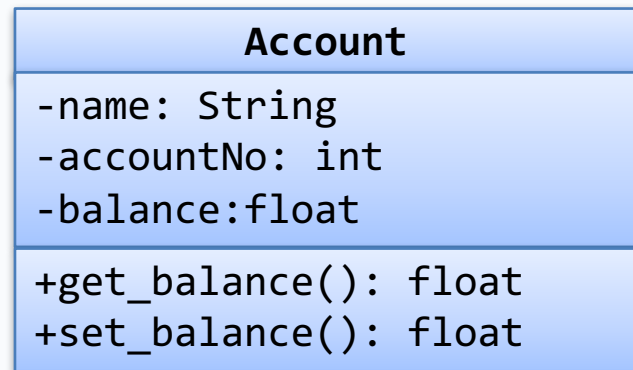 Account
-name: String
-accountNo: int
-balance:float
+get_balance(): float
+set_balance(): float